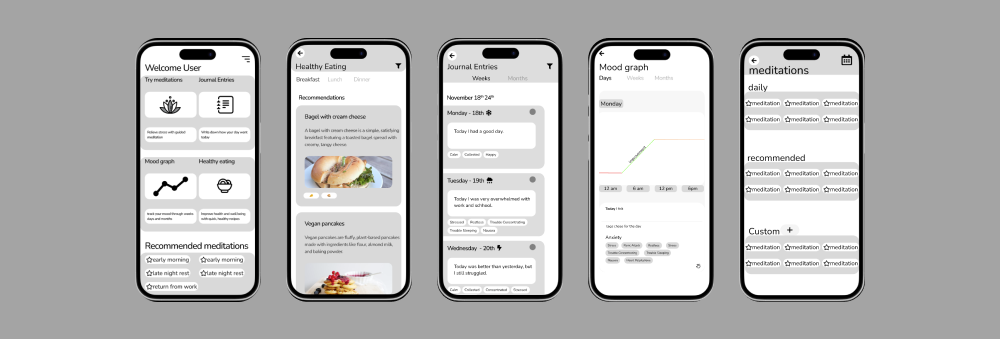 Welcome User
Try meditations
Journal Entries
Relieve stress with guided
meditation
Write down how your day went
today
Mood graph
Healthy eating
track your mood through weeks
days and months
Improve health and well-being
with quick, healthy recipes
Recommended meditations
early morning
early morning
late night rest
late night rest
return from work
Healthy Eating
Breakfast
Lunch
Dinner
Recommendations
Bagel with cream cheese
A bagel with cream cheese is a simple, satisfying
breakfast featuring a toasted bagel spread with
creamy, tangy cheese.
Vegan pancakes
Vegan pancakes are fluffy, plant-based pancakes
made with ingredients like flour, almond milk,
and baking powder
Journal Entries
Weeks
Months
November 18th 24th
Monday - 18th
Today I had a good day.
Calm
Collected
Happy
Tuesday - 19th
Today I was very overwhelmed with
work and school.
Stressed
Restless
Trouble Concentrating
Trouble Sleeping
Nausea
Wednesday - 20th
Today was better than yesterday, but
I still struggled.
Calm
Collected
Concentrated
Focused
Mood graph
Days
Weeks
Months
Monday
improvement
12 am
6 am
12 pm
6pm
Today I felt
Anxiety
Stress
Restless
Trouble Concentrating
Trouble Sleeping
Nausea
meditations
daily
meditation
meditation
meditation
meditation
meditation
meditation
recommended
meditation
meditation
meditation
meditation
meditation
meditation
Custom +
meditation
meditation
meditation
meditation
meditation
meditation